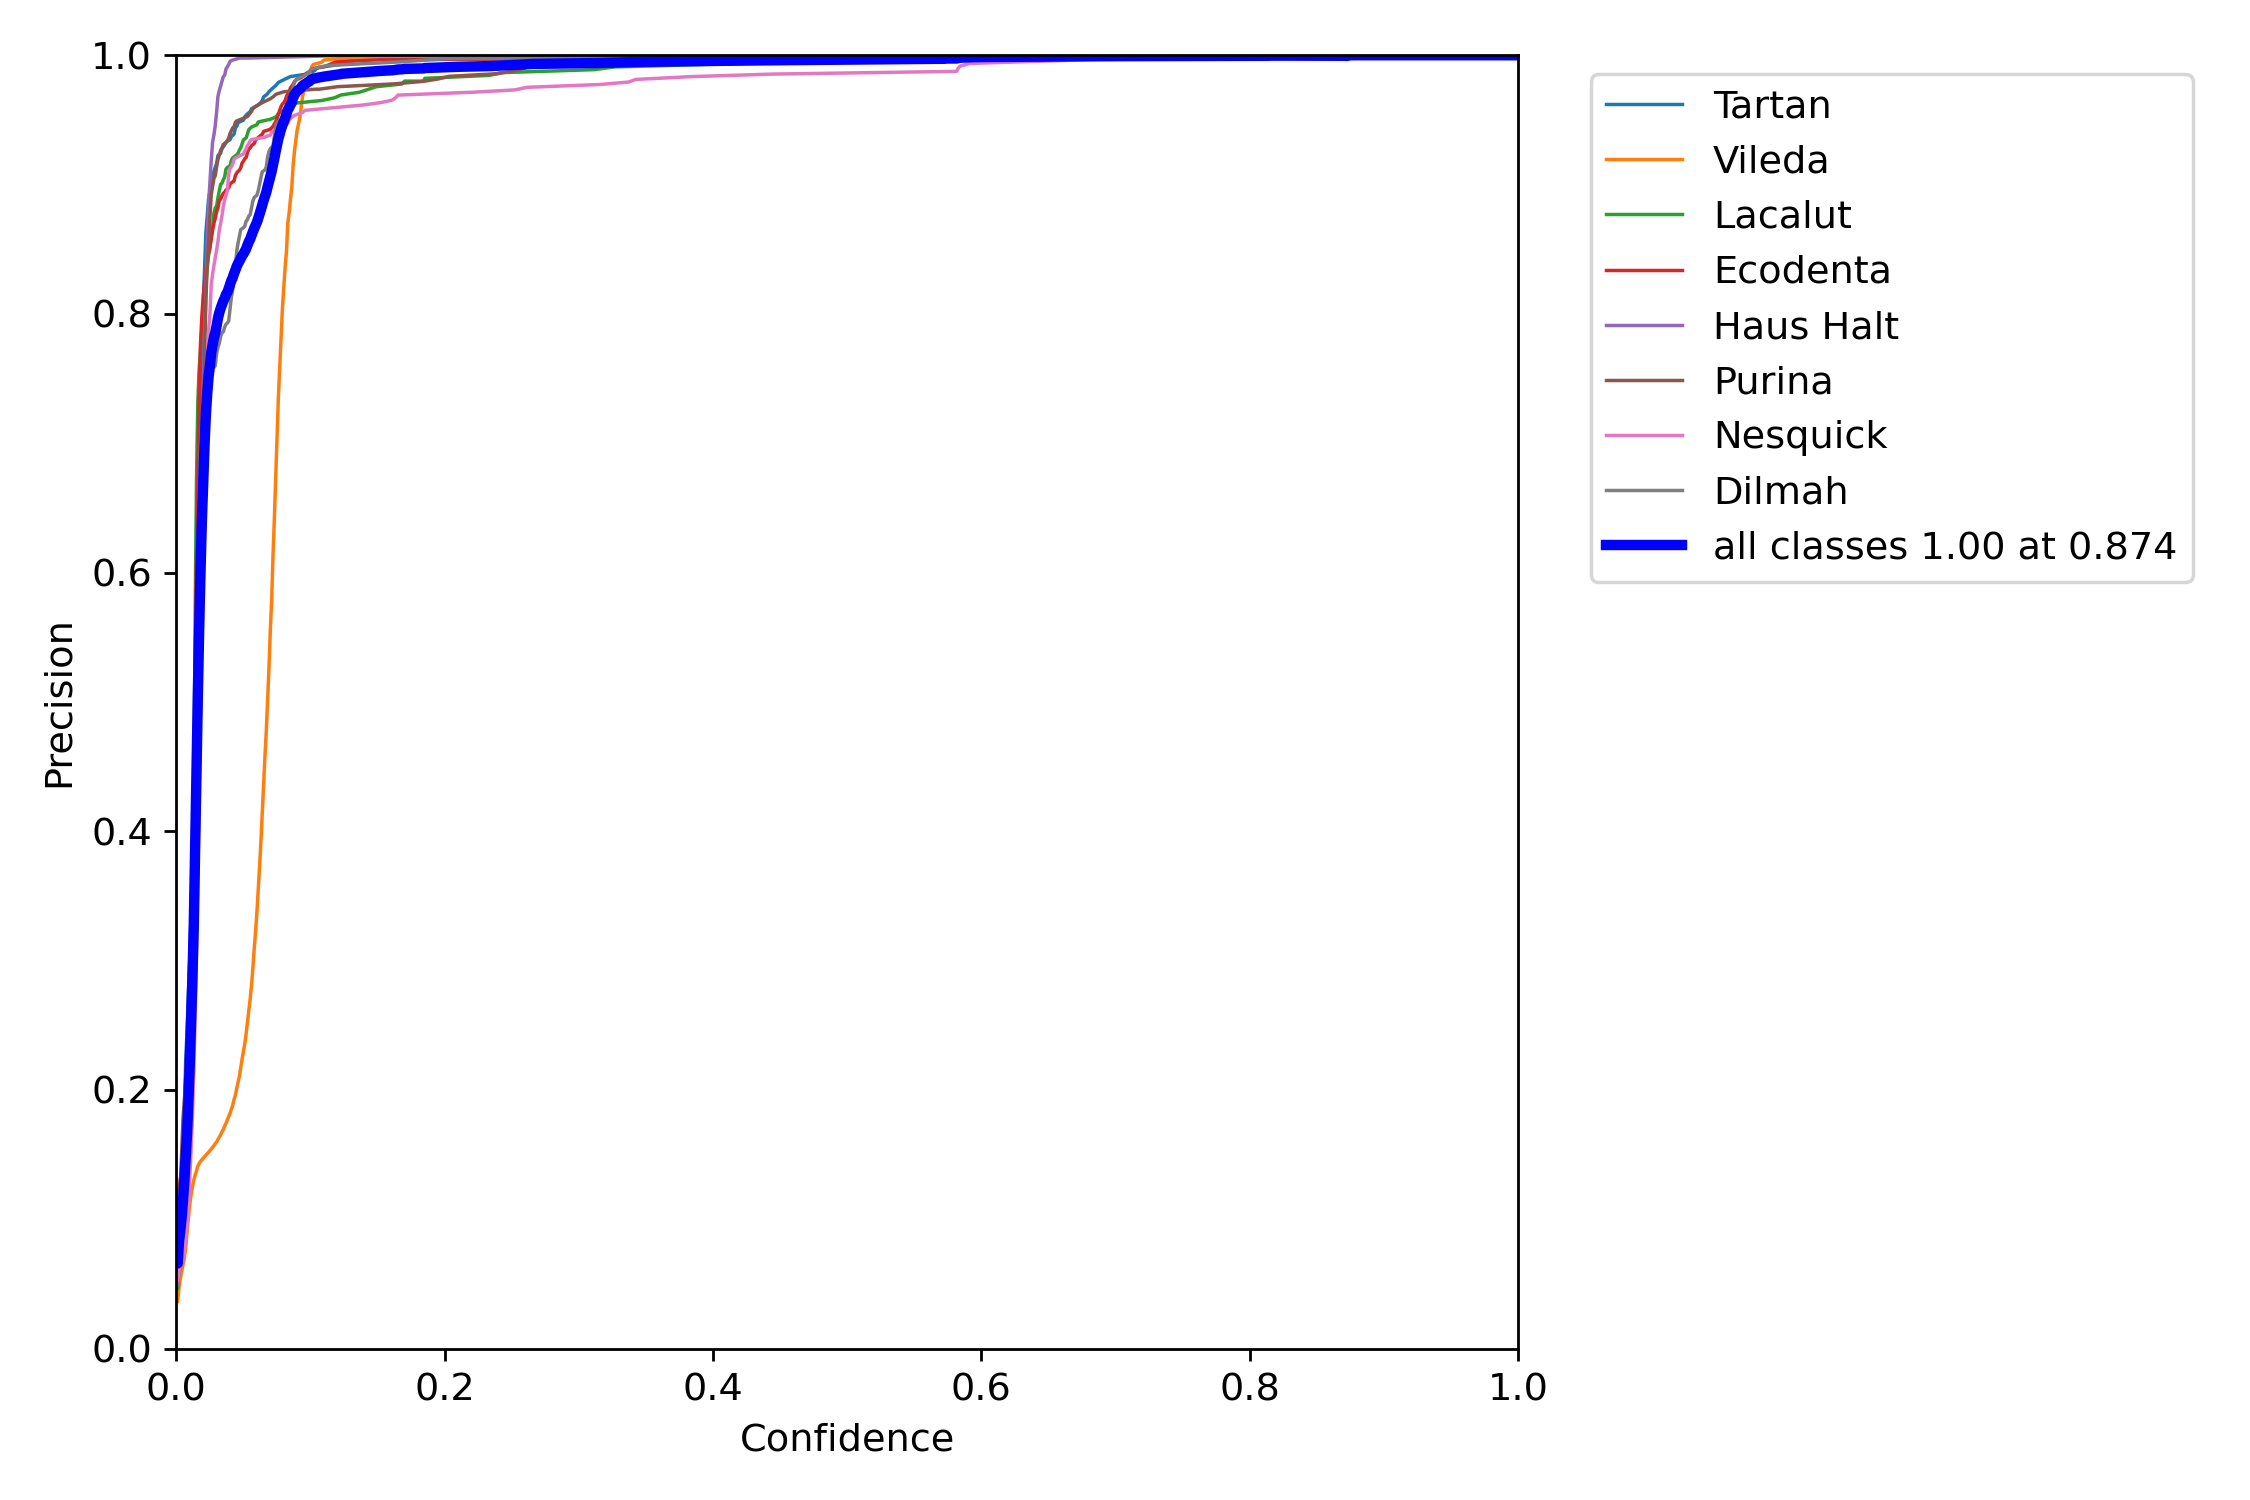 1.0
0.8
0.6
0.4
0.2
0.0
Precision
0.0 0.2 0.4 0.6 0.8 1.0
Confidence
Tartan
Vileda
Lacalut
Ecodenta
Haus Halt
Purina
Nesquick
Dilmah
all classes 1.00 at 0.874